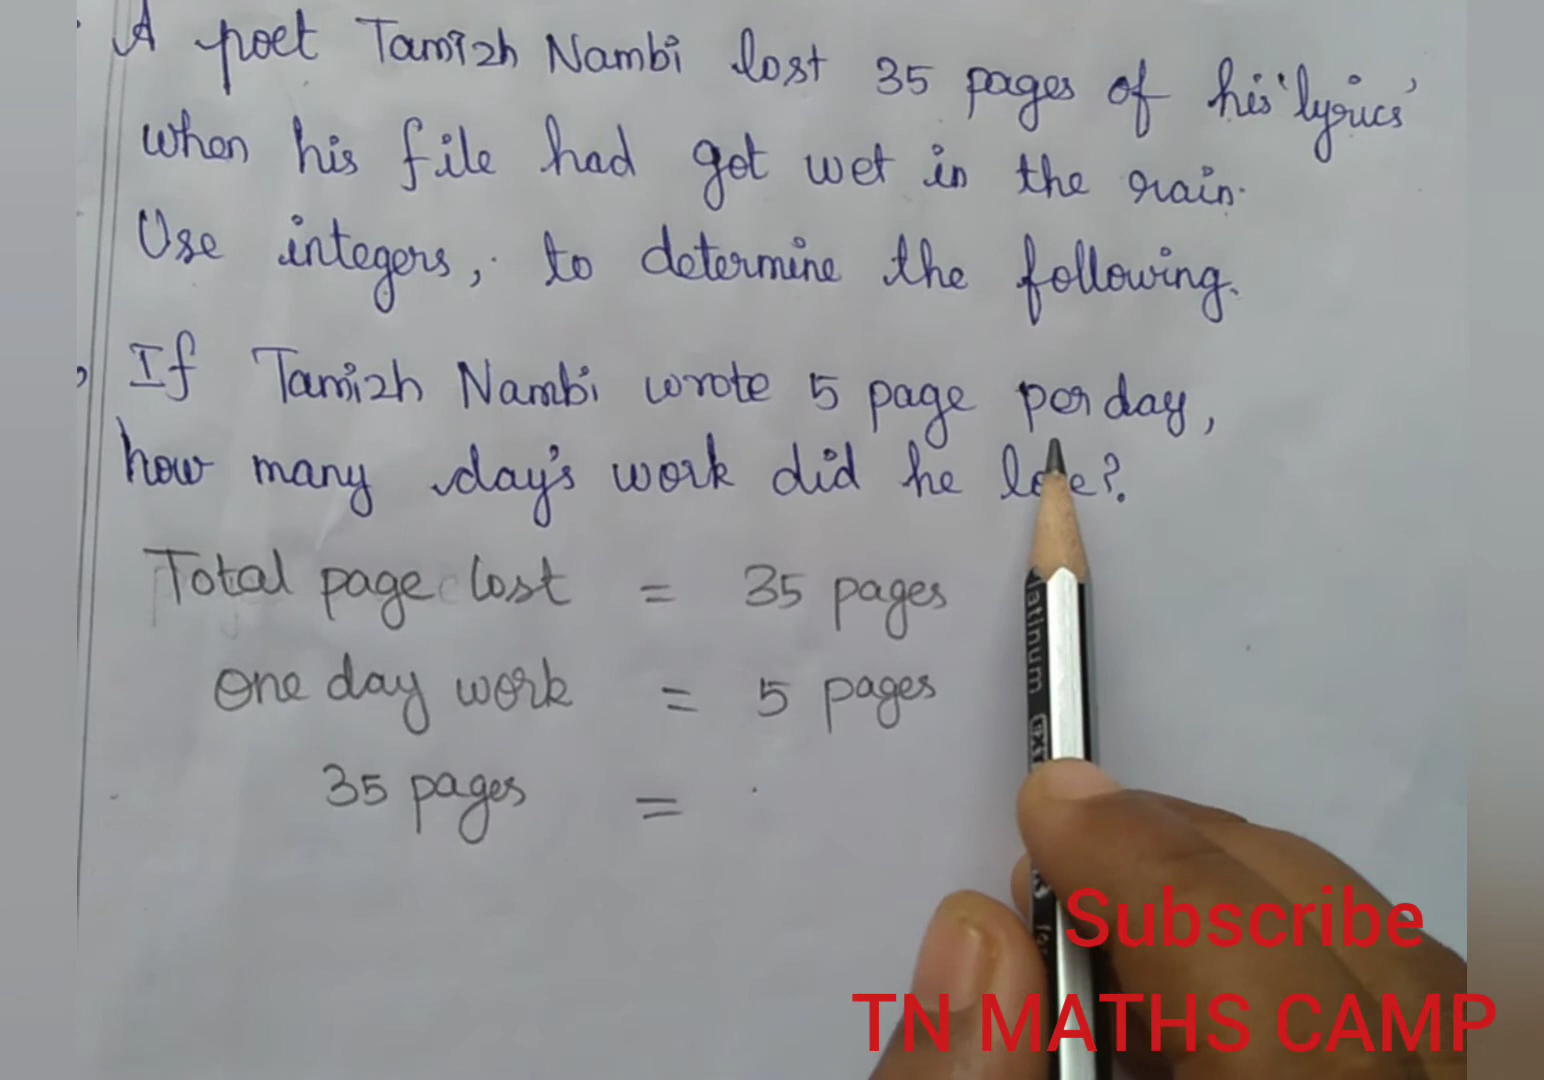 A poet Tamizh Nambi lost 35 pages of his 'lyrics'
when his file had got wet in the rain.
Use integers, to determine the following.
If Tamizh Nambi wrote 5 page per day,
how many day's work did he lose?.
Total page lost = 35 pages
One day work = 5 pages
35 pages =
platinum
EXT
Subscribe
TN MATHS CAMP